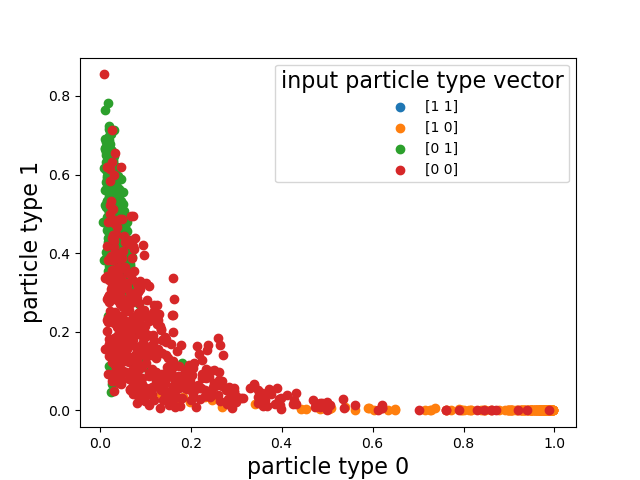 input particle type vector
[1 1]
[1 0]
[0 1]
[0 0]
particle type 1
0.8
0.6
0.4
0.2
0.0
0.0 0.2 0.4 0.6 0.8 1.0
particle type 0